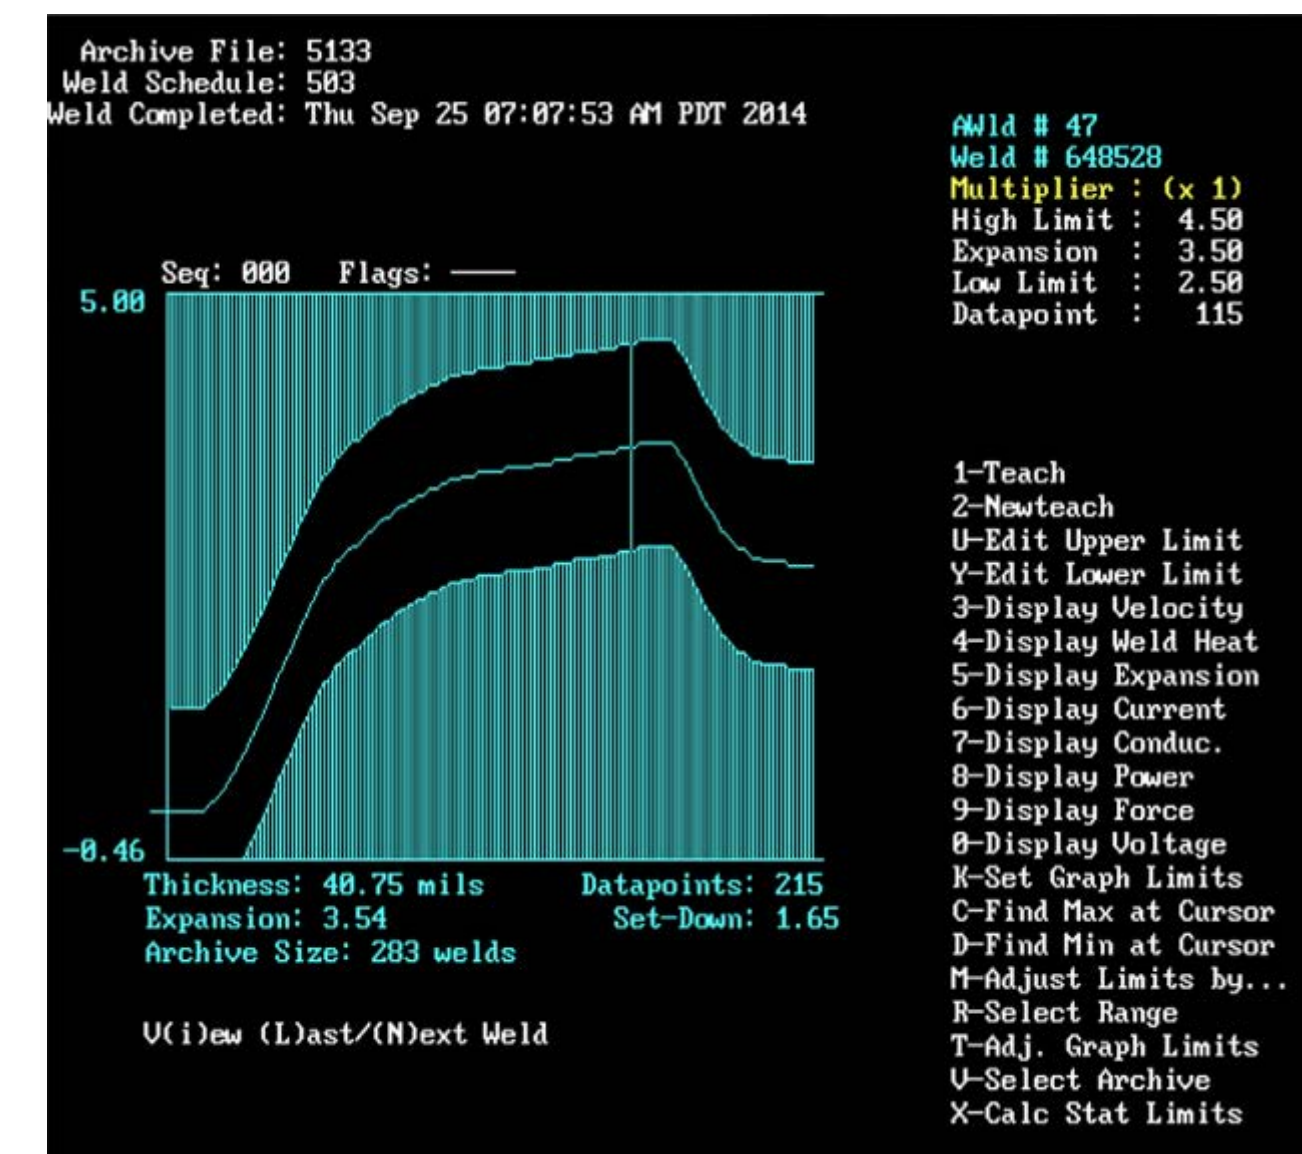 Archive File: 5133
Weld Schedule: 503
Weld Completed: Thu Sep 25 07:07:53 AM PDT 2014
AWld # 47
Weld # 648528
Multiplier : (x 1)
High Limit : 4.50
Expansion : 3.50
Low Limit : 2.50
Datapoint : 115
Seq: 000 Flags: ----
5.00
-0.46
Thickness: 40.75 mils Datapoints: 215
Expansion: 3.54 Set-Down: 1.65
Archive Size: 283 welds
V(i)ew (L)ast/(N)ext Weld
1-Teach
2-Newteach
U-Edit Upper Limit
Y-Edit Lower Limit
3-Display Velocity
4-Display Weld Heat
5-Display Expansion
6-Display Current
7-Display Conduc.
8-Display Power
9-Display Force
0-Display Voltage
K-Set Graph Limits
C-Find Max at Cursor
D-Find Min at Cursor
M-Adjust Limits by...
R-Select Range
T-Adj. Graph Limits
V-Select Archive
X-Calc Stat Limits